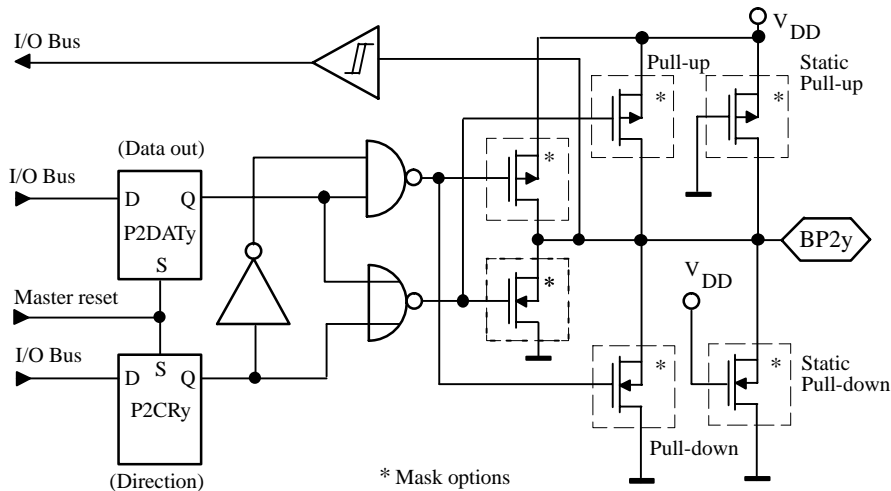 I/O Bus
V DD
Pull-up
Static
Pull-up
*
*
(Data out)
I/O Bus
D
Q
P2DATy
S
*
BP2y
V DD
Master reset
*
I/O Bus
D
S
Q
P2CRy
*
*
Static
Pull-down
Pull-down
(Direction)
* Mask options